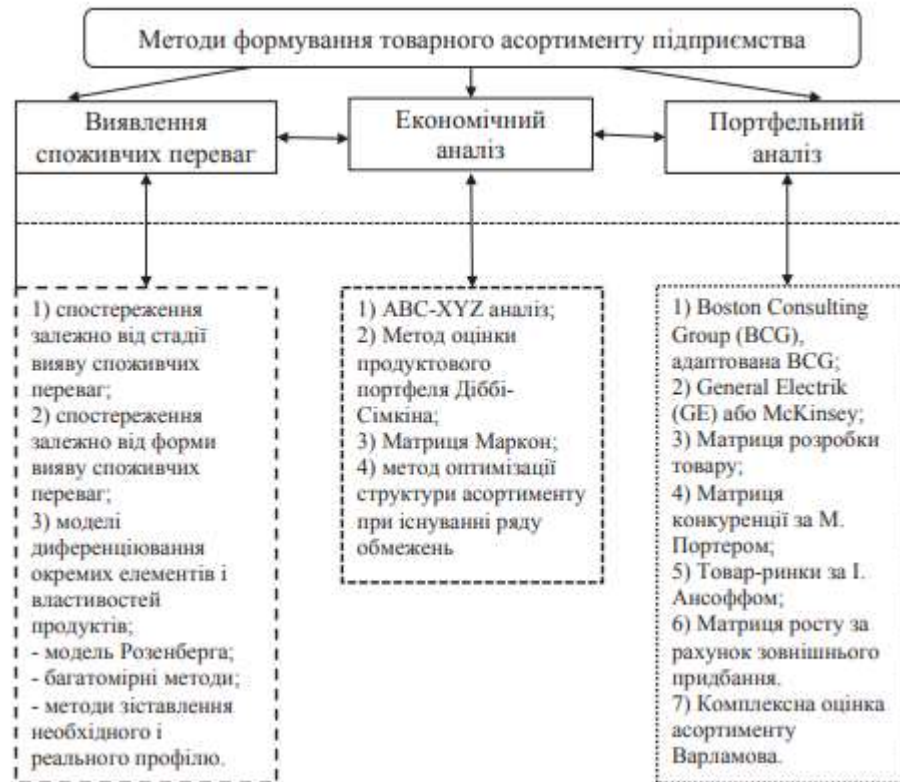 Методи формування товарного асортименту підприємства
Виявлення
споживчих переваг
Економічний
аналіз
Портфельний
аналіз
1) спостереження
залежно від стадії
вияву споживчих
переваг;
2) спостереження
залежно від форми
вияву споживчих
переваг;
3) моделі
диференціювання
окремих елементів і
властивостей
продуктів;
- модель Розенберга;
- багатомірні методи;
- методи зіставлення
необхідного і
реального профілю.
1) ABC-XYZ аналіз;
2) Метод оцінки
продуктового
портфеля Діббі-
Сімкіна;
3) Матриця Маркон;
4) метод оптимізації
структури асортименту
при існуванні ряду
обмежень
1) Boston Consulting
Group (BCG),
адаптована BCG;
2) General Electrik
(GE) або McKinsey;
3) Матриця розробки
товару;
4) Матриця
конкуренції за М.
Портером;
5) Товар-ринки за І.
Ансоффом;
6) Матриця росту за
рахунок зовнішнього
придбання.
7) Комплексна оцінка
асортименту
Варламова.